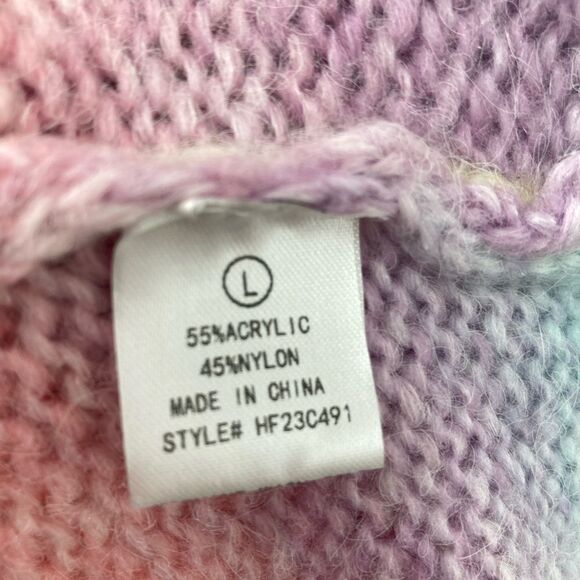 L
55%ACRYLIC
45%NYLON
MADE IN CHINA
STYLE# HF23C491